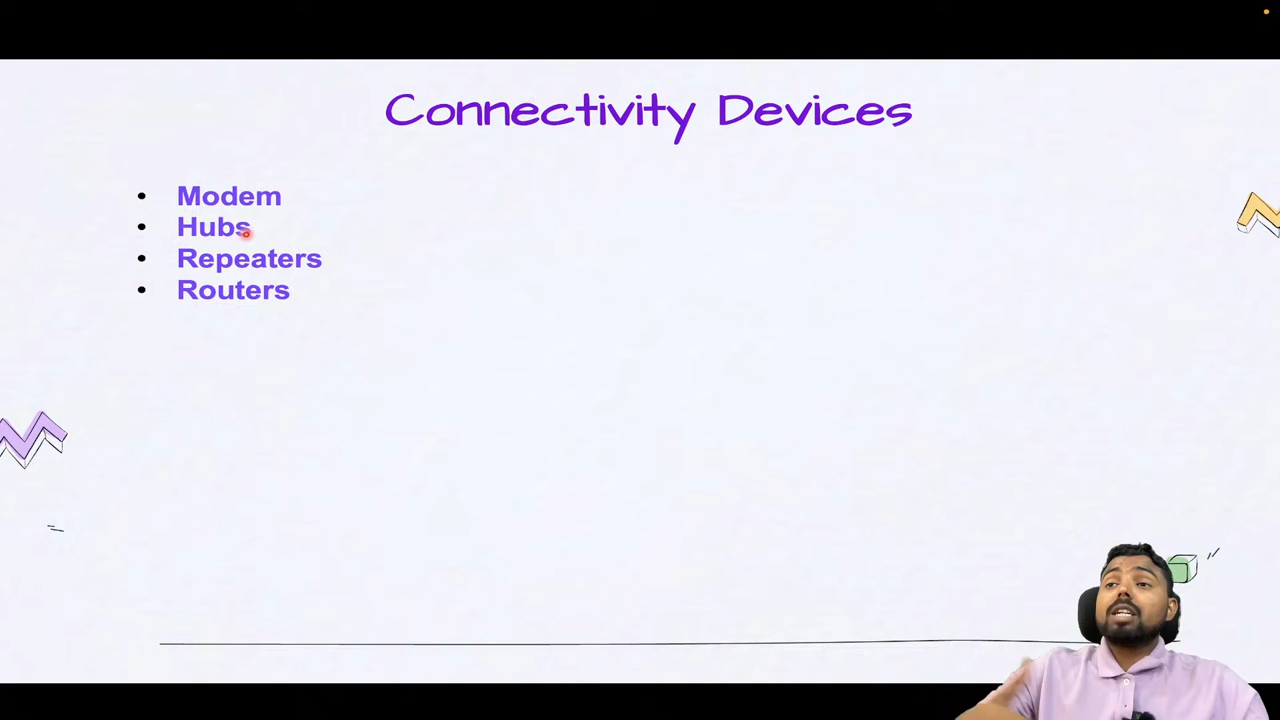 Connectivity Devices
• Modem
• Hubs
• Repeaters
• Routers